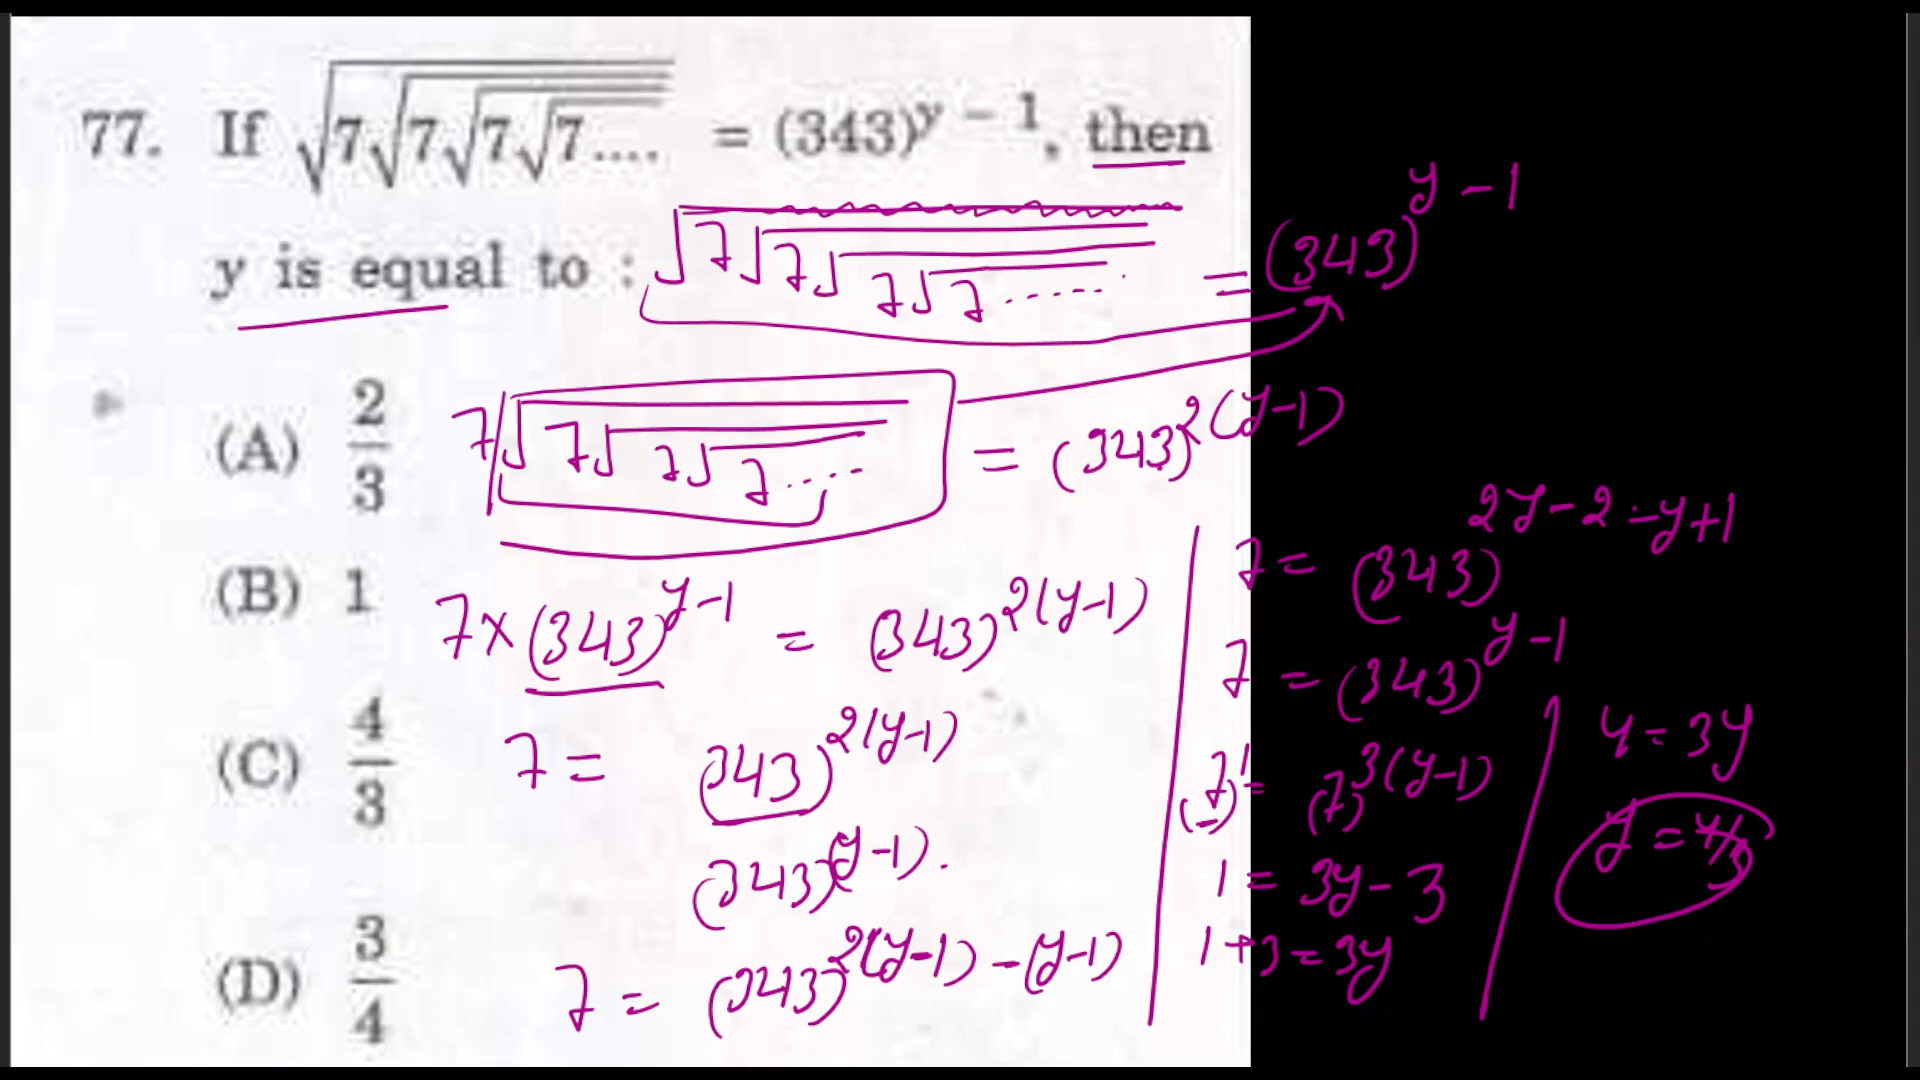 77. If √7√7√7√7.... = (343)^y – 1, then
y is equal to :
√7√7√7√7...... = (343)^y-1
(A) 2/3
7√7√7√7..... = (343)^2(y-1)
(B) 1
7×(343)^y-1 = (343)^2(y-1)
(C) 4/3
7 = (343)^2(y-1)
(343)^(y-1).
(D) 3/4
7 = (343)^2(y-1)-(y-1)
7 = (343)^2y-2-y+1
7 = (343)^y-1
(7)^1 = (7)^3(y-1)
1 = 3y-3
1+3=3y
4=3y
y=4/3